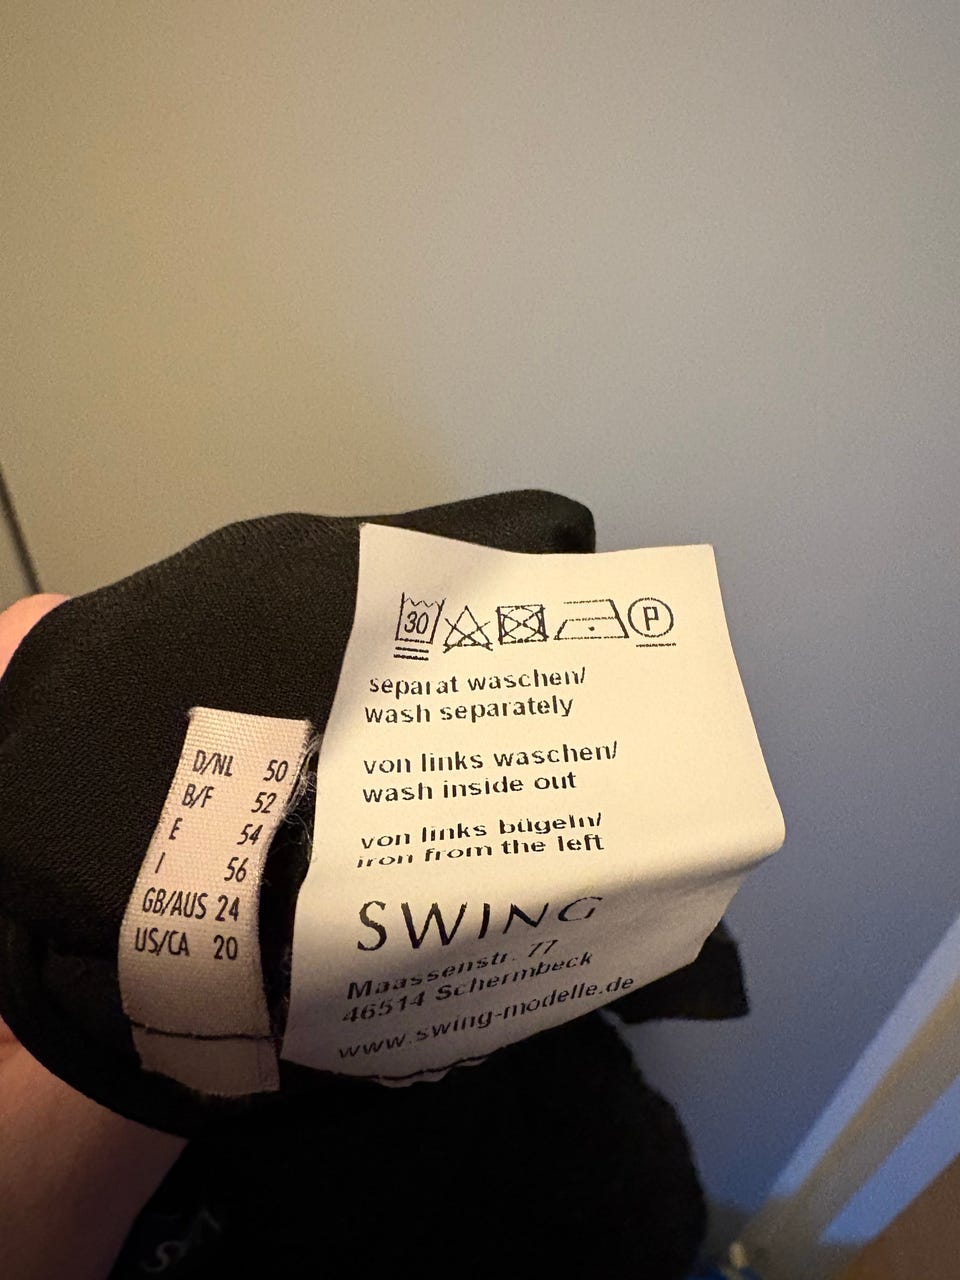 30
P
separat waschen/
wash separately
von links waschen/
wash inside out
von links bügeln/
iron from the left
SWING
Maassenstr. 77
46514 Schermbeck
www.swing-modelle.de
D/NL 50
B/F 52
E 54
I 56
GB/AUS 24
US/CA 20